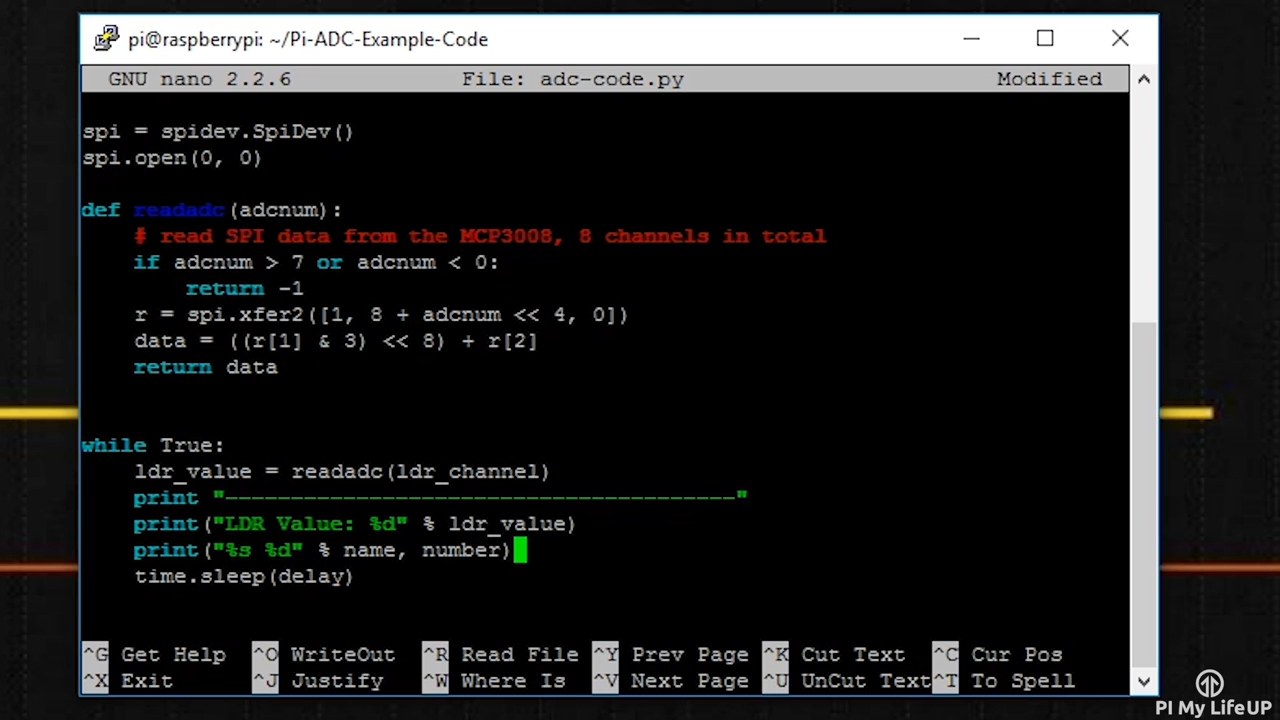 pi@raspberrypi: ~/Pi-ADC-Example-Code
GNU nano 2.2.6 File: adc-code.py Modified
spi = spidev.SpiDev()
spi.open(0, 0)
def readadc(adcnum):
    # read SPI data from the MCP3008, 8 channels in total
    if adcnum > 7 or adcnum < 0:
        return -1
    r = spi.xfer2([1, 8 + adcnum << 4, 0])
    data = ((r[1] & 3) << 8) + r[2]
    return data
while True:
    ldr_value = readadc(ldr_channel)
    print "---------------------------------------"
    print("LDR Value: %d" % ldr_value)
    print("%s %d" % name, number)
    time.sleep(delay)
^G Get Help ^O WriteOut ^R Read File ^Y Prev Page ^K Cut Text ^C Cur Pos
^X Exit ^J Justify ^W Where Is ^V Next Page ^U UnCut Text ^T To Spell
PI My LifeUP